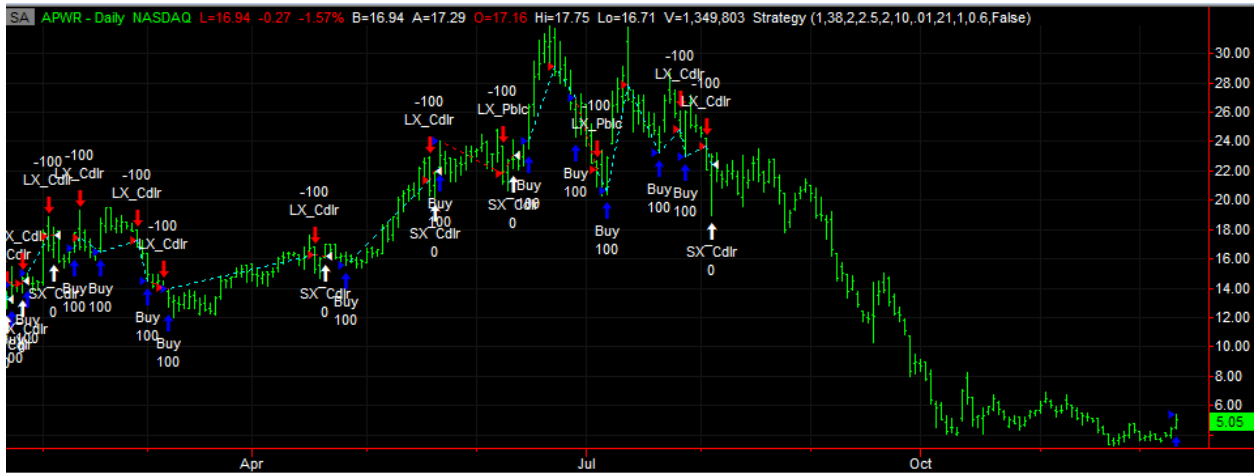 SA APWR - Daily NASDAQ L=16.94 -0.27 -1.57% B=16.94 A=17.29 O=17.16 Hi=17.75 Lo=16.71 V=1,349,803 Strategy (1,38,2,2.5,2,10,.01,21,1,0.6,False)
-100
LX_Cdlr
-100
LX_Cdlr
-100
LX_Cdlr
-100
LX_Cdlr
SX_Cdlr
0
Buy
100
Buy
100
Buy
100
Buy
100
-100
LX_Cdlr
SX_Cdlr
0
Buy
100
-100
LX_Cdlr
Buy
100
SX_Cdlr
0
-100
LX_Pblc
SX_Cdlr
0
Buy
100
-100
LX_Pblc
Buy
100
Buy
100
-100
LX_Cdlr
-100
LX_Cdlr
Buy
100
Buy
100
SX_Cdlr
0
30.00
28.00
26.00
24.00
22.00
20.00
18.00
16.00
14.00
12.00
10.00
8.00
6.00
5.05
Apr
Jul
Oct